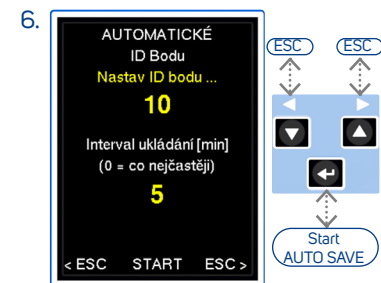 6.
AUTOMATICKÉ
ID Bodu
Nastav ID bodu ...
10
Interval ukládání [min]
(0 = co nejčastěji)
5
< ESC START ESC >
ESC ESC
Start
AUTO SAVE